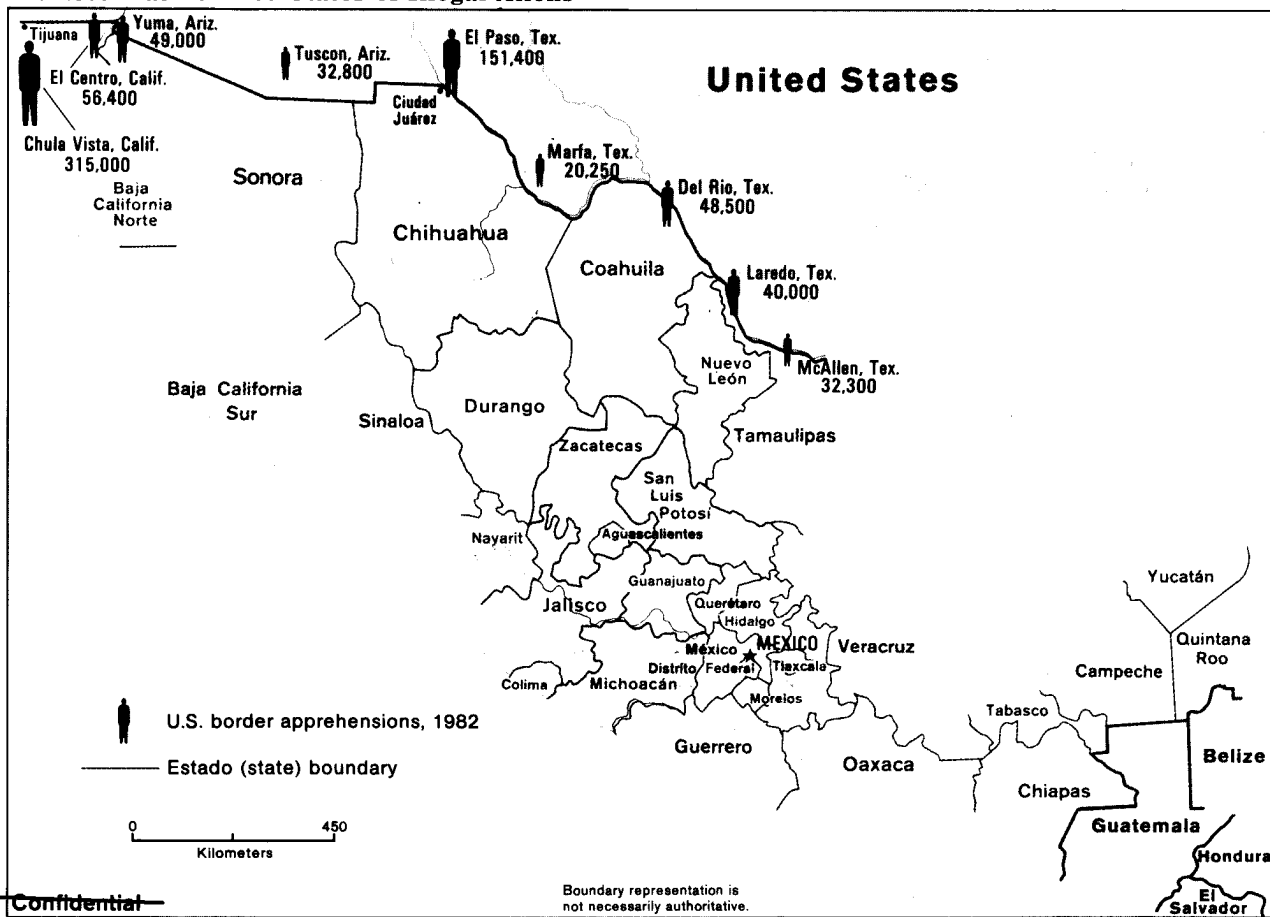 Tijuana
Yuma, Ariz.
49,000
El Centro, Calif.
56,400
Chula Vista, Calif.
315,000
Tuscon, Ariz.
32,800
El Paso, Tex.
151,400
United States
Ciudad
Juárez
Marfa, Tex.
20,250
Del Rio, Tex.
48,500
Laredo, Tex.
40,000
McAllen, Tex.
32,300
Baja
California
Norte
Sonora
Chihuahua
Coahuila
Nuevo
León
Baja California
Sur
Sinaloa
Durango
Zacatecas
Tamaulipas
San
Luis
Potosí
Nayarit
Aguascalientes
Guanajuato
Jalisco
Querétaro
Hidalgo
México
MEXICO
Distrito Federal
Tlaxcala
Veracruz
Colima
Michoacán
Morelos
Guerrero
Oaxaca
Tabasco
Chiapas
Campeche
Yucatán
Quintana
Roo
Belize
Guatemala
Hondura
El
Salvador
U.S. border apprehensions, 1982
Estado (state) boundary
0 450
Kilometers
Confidential
Boundary representation is
not necessarily authoritative.